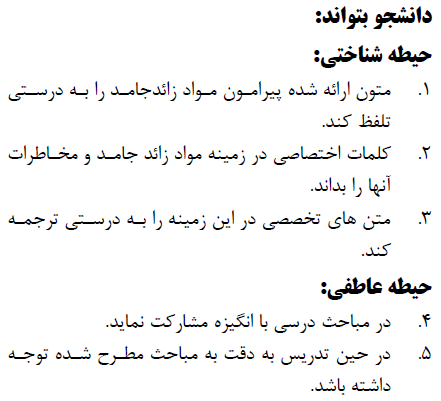 دانشجو بتواند:
حیطه شناختی:
۱. متون ارائه شده پیرامون مواد زائدجامد را به درستی
تلفظ کند.
۲. کلمات اختصاصی در زمینه مواد زائد جامد و مخاطرات
آنها را بداند.
۳. متن های تخصصی در این زمینه را به درستی ترجمه
کند.
حیطه عاطفی:
۴. در مباحث درسی با انگیزه مشارکت نماید.
۵. در حین تدریس به دقت به مباحث مطرح شده توجه
داشته باشد.